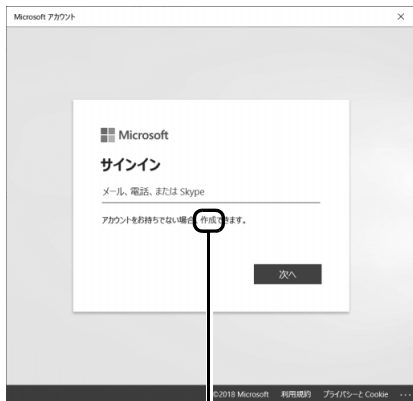 Microsoft アカウント
Microsoft
サインイン
メール、電話、または Skype
アカウントをお持ちでない場合、作成できます。
次へ
©2018 Microsoft 利用規約 プライバシーと Cookie ···